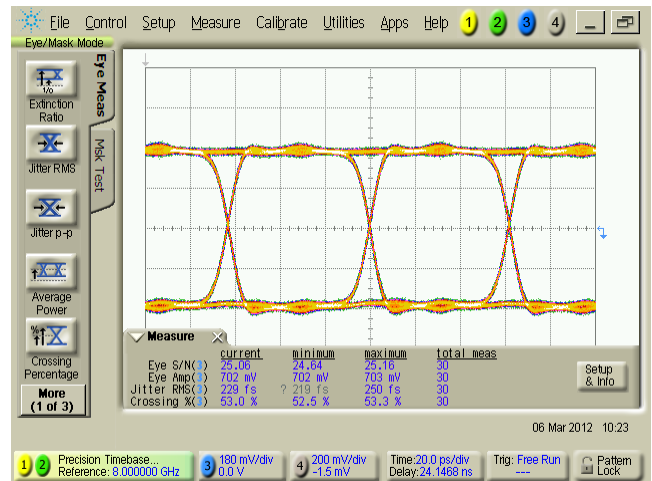 File Control Setup Measure Calibrate Utilities Apps Help 1 2 3 4
Eye/Mask Mode
Eye Meas
Msk Test
Extinction
Ratio
Jitter RMS
Jitter p-p
Average
Power
Crossing
Percentage
More
(1 of 3)
Measure
current minimum maximum total meas
Eye S/N(3) 25.06 24.64 25.16 30
Eye Amp(3) 702 mV 702 mV 703 mV 30
Jitter RMS(3) 229 fs ? 219 fs 250 fs 30
Crossing %(3) 53.0 % 52.5 % 53.3 % 30
Setup
& Info
06 Mar 2012 10:23
1 2 Precision Timebase...
Reference: 8.000000 GHz
3 180 mV/div
0.0 V
4 200 mV/div
-1.5 mV
Time:20.0 ps/div
Delay:24.1468 ns
Trig: Free Run
---
Pattern
Lock